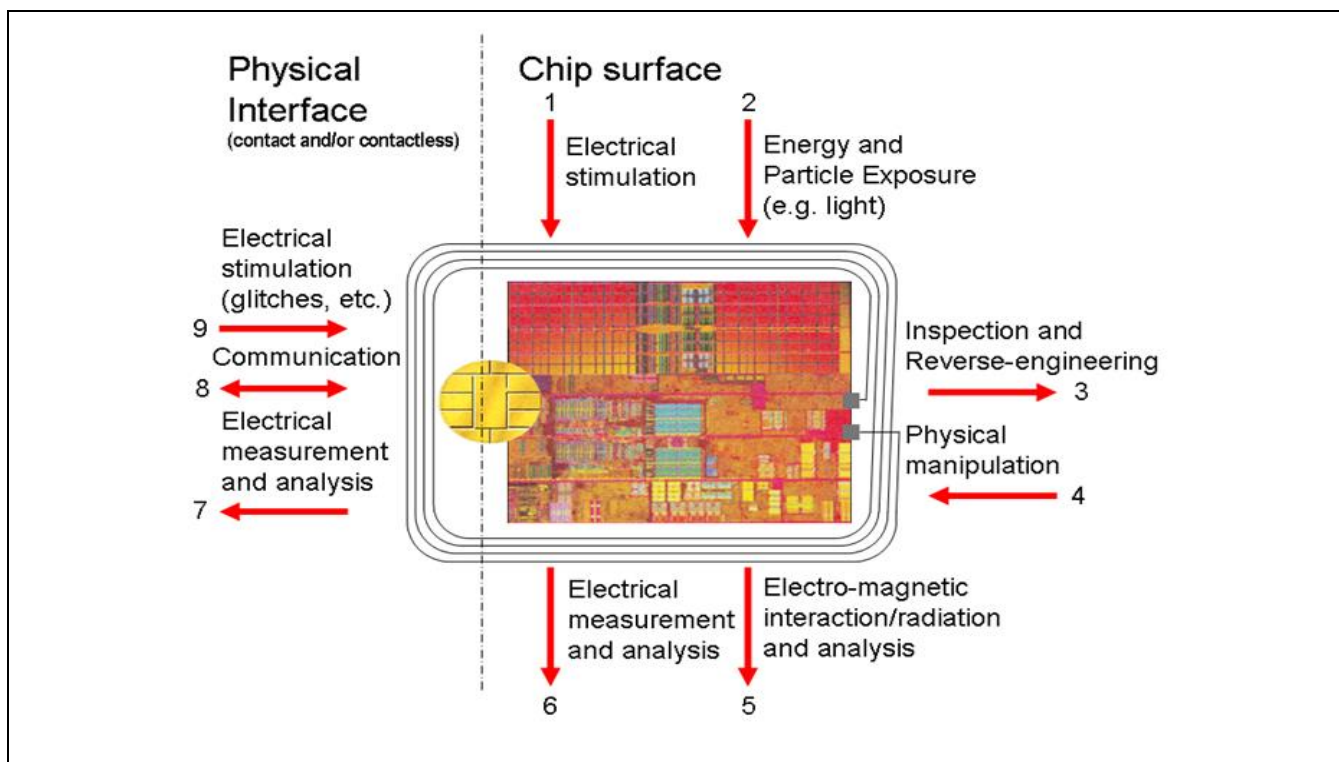 Physical
Interface
(contact and/or contactless)
Chip surface
1
Electrical
stimulation
2
Energy and
Particle Exposure
(e.g. light)
Electrical
stimulation
(glitches, etc.)
9
Communication
8
Electrical
measurement
and analysis
7
Inspection and
Reverse-engineering
3
Physical
manipulation
4
Electrical
measurement
and analysis
6
Electro-magnetic
interaction/radiation
and analysis
5